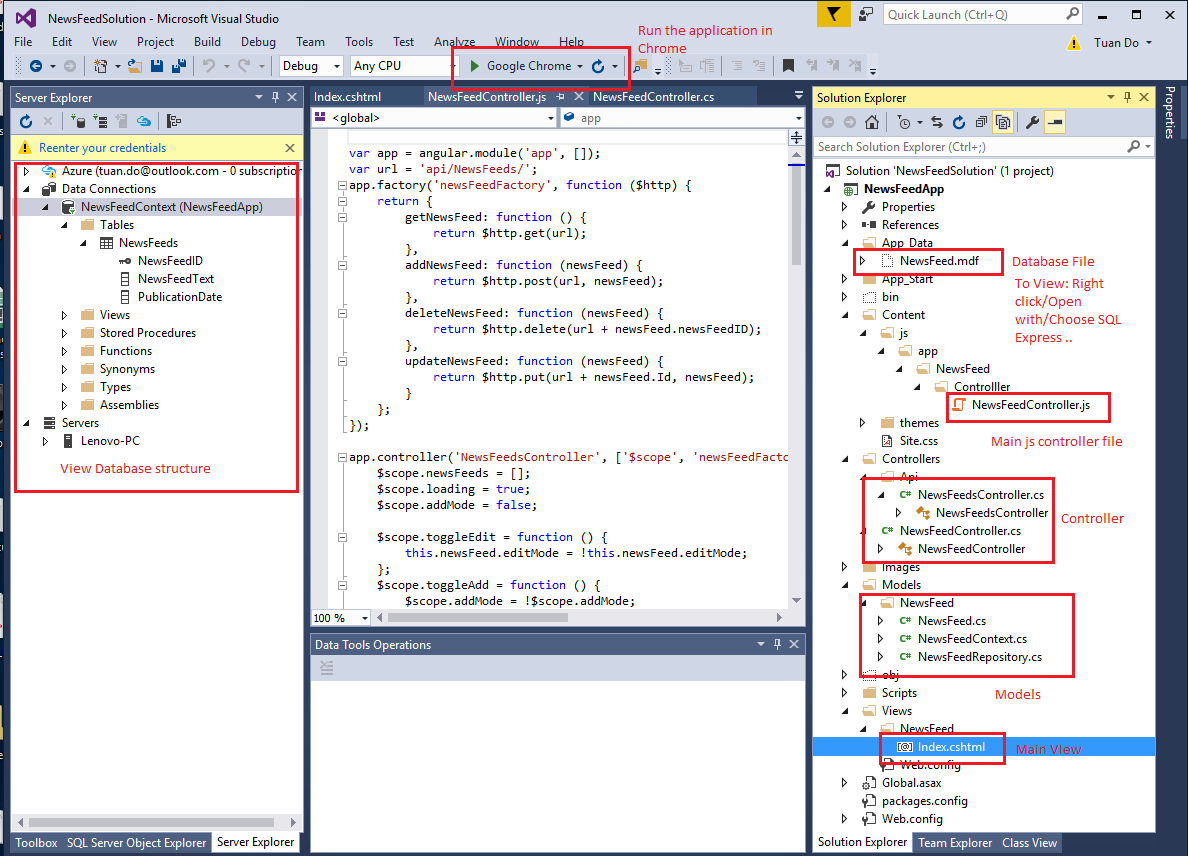 NewsFeedSolution - Microsoft Visual Studio
Quick Launch (Ctrl+Q)
File Edit View Project Build Debug Team Tools Test Analyze Window Help
Tuan Do
Run the application in
Chrome
Debug Any CPU Google Chrome
Server Explorer
Reenter your credentials
Azure (tuan.do@outlook.com - 0 subscription
Data Connections
NewsFeedContext (NewsFeedApp)
Tables
NewsFeeds
NewsFeedID
NewsFeedText
PublicationDate
Views
Stored Procedures
Functions
Synonyms
Types
Assemblies
Servers
Lenovo-PC
View Database structure
Toolbox SQL Server Object Explorer Server Explorer
Index.cshtml NewsFeedController.js NewsFeedController.cs
<global> app
var app = angular.module('app', []);
var url = 'api/NewsFeeds/';
app.factory('newsFeedFactory', function ($http) {
return {
getNewsFeed: function () {
return $http.get(url);
},
addNewsFeed: function (newsFeed) {
return $http.post(url, newsFeed);
},
deleteNewsFeed: function (newsFeed) {
return $http.delete(url + newsFeed.newsFeedID);
},
updateNewsFeed: function (newsFeed) {
return $http.put(url + newsFeed.Id, newsFeed);
}
};
});
app.controller('NewsFeedsController', ['$scope', 'newsFeedFacto
$scope.newsFeeds = [];
$scope.loading = true;
$scope.addMode = false;
$scope.toggleEdit = function () {
this.newsFeed.editMode = !this.newsFeed.editMode;
};
$scope.toggleAdd = function () {
$scope.addMode = !$scope.addMode;
100 %
Data Tools Operations
Solution Explorer
Search Solution Explorer (Ctrl+;)
Solution 'NewsFeedSolution' (1 project)
NewsFeedApp
Properties
References
App_Data
NewsFeed.mdf
Database File
App_Start
To View: Right
click/Open
with/Choose SQL
Express ..
bin
Content
js
app
NewsFeed
Controlller
NewsFeedController.js
Main js controller file
themes
Site.css
Controllers
Api
NewsFeedsController.cs
NewsFeedsController
NewsFeedController.cs
NewsFeedController
Controller
Images
Models
NewsFeed
NewsFeed.cs
NewsFeedContext.cs
NewsFeedRepository.cs
obj
Models
Scripts
Views
NewsFeed
Index.cshtml
Main VIew
Web.config
Global.asax
packages.config
Web.config
Solution Explorer Team Explorer Class View
Properties